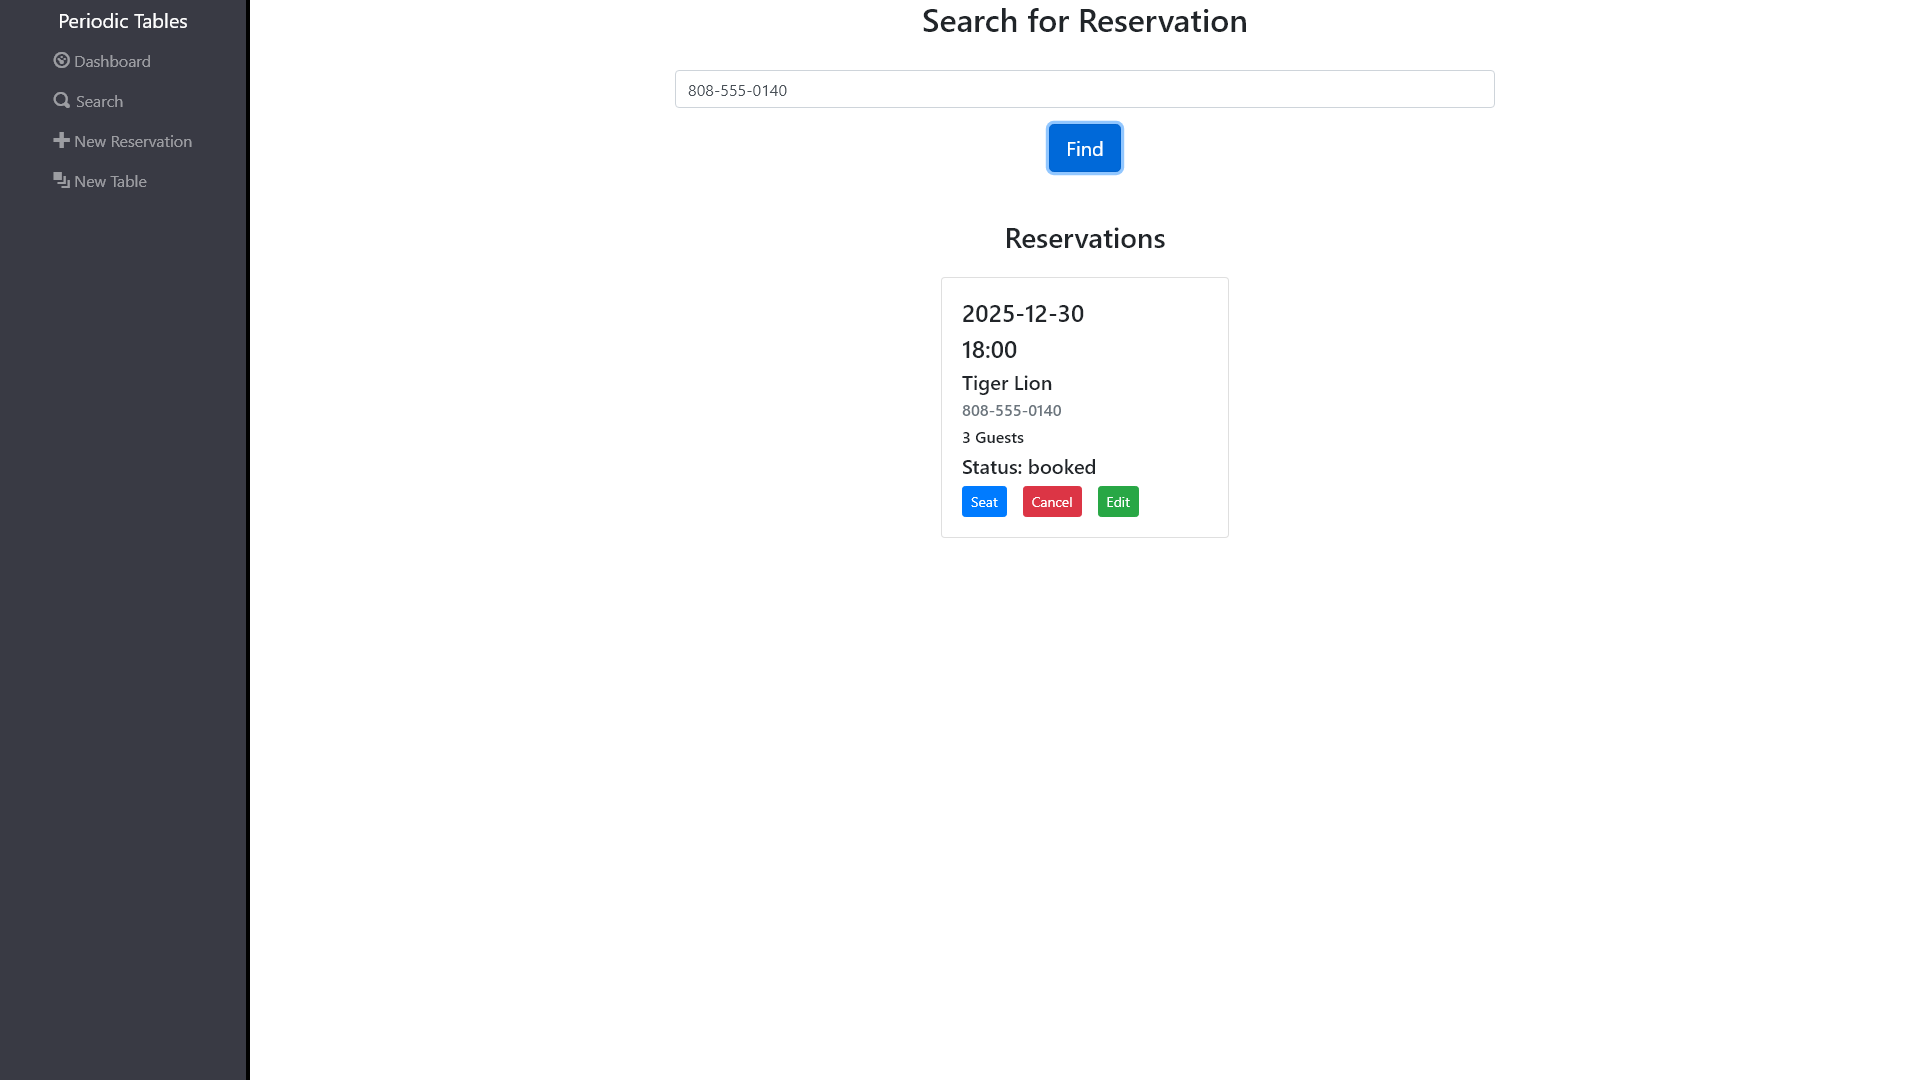 Periodic Tables
Dashboard
Search
New Reservation
New Table
Search for Reservation
808-555-0140
Find
Reservations
2025-12-30
18:00
Tiger Lion
808-555-0140
3 Guests
Status: booked
Seat Cancel Edit